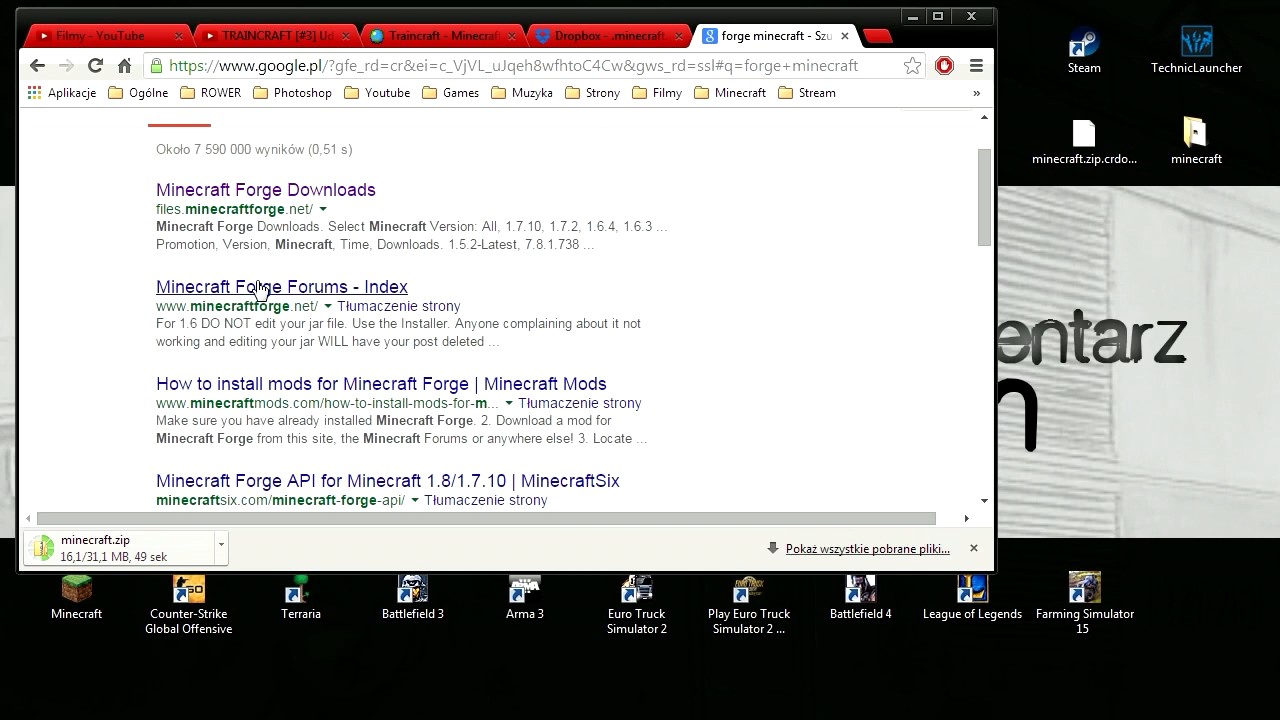 Filmy - YouTube
TRAINCRAFT [#3] Ud
Traincraft - Minecraf
Dropbox - .minecraft.
forge minecraft - Szu
https://www.google.pl/?gfe_rd=cr&ei=c_VjVL_uJqeh8wfhtoC4Cw&gws_rd=ssl#q=forge+minecraft
Aplikacje Ogólne ROWER Photoshop Youtube Games Muzyka Strony Filmy Minecraft Stream »
Około 7 590 000 wyników (0,51 s)
Minecraft Forge Downloads
files.minecraftforge.net/
Minecraft Forge Downloads. Select Minecraft Version: All, 1.7.10, 1.7.2, 1.6.4, 1.6.3 ...
Promotion, Version, Minecraft, Time, Downloads. 1.5.2-Latest, 7.8.1.738 ...
Minecraft Forge Forums - Index
www.minecraftforge.net/ Tłumaczenie strony
For 1.6 DO NOT edit your jar file: Use the Installer. Anyone complaining about it not
working and editing your jar WILL have your post deleted ...
How to install mods for Minecraft Forge | Minecraft Mods
www.minecraftmods.com/how-to-install-mods-for-m... Tłumaczenie strony
Make sure you have already installed Minecraft Forge. 2. Download a mod for
Minecraft Forge from this site, the Minecraft Forums or anywhere else! 3. Locate ...
Minecraft Forge API for Minecraft 1.8/1.7.10 | MinecraftSix
minecraftsix.com/minecraft-forge-api/ Tłumaczenie strony
minecraft.zip
16,1/31,1 MB, 49 sek
Pokaż wszystkie pobrane pliki...
Steam
TechnicLauncher
minecraft.zip.crdo...
minecraft
entarz
Minecraft
Counter-Strike
Global Offensive
Terraria
Battlefield 3
Arma 3
Euro Truck
Simulator 2
Play Euro Truck
Simulator 2 ...
Battlefield 4
League of Legends
Farming Simulator
15